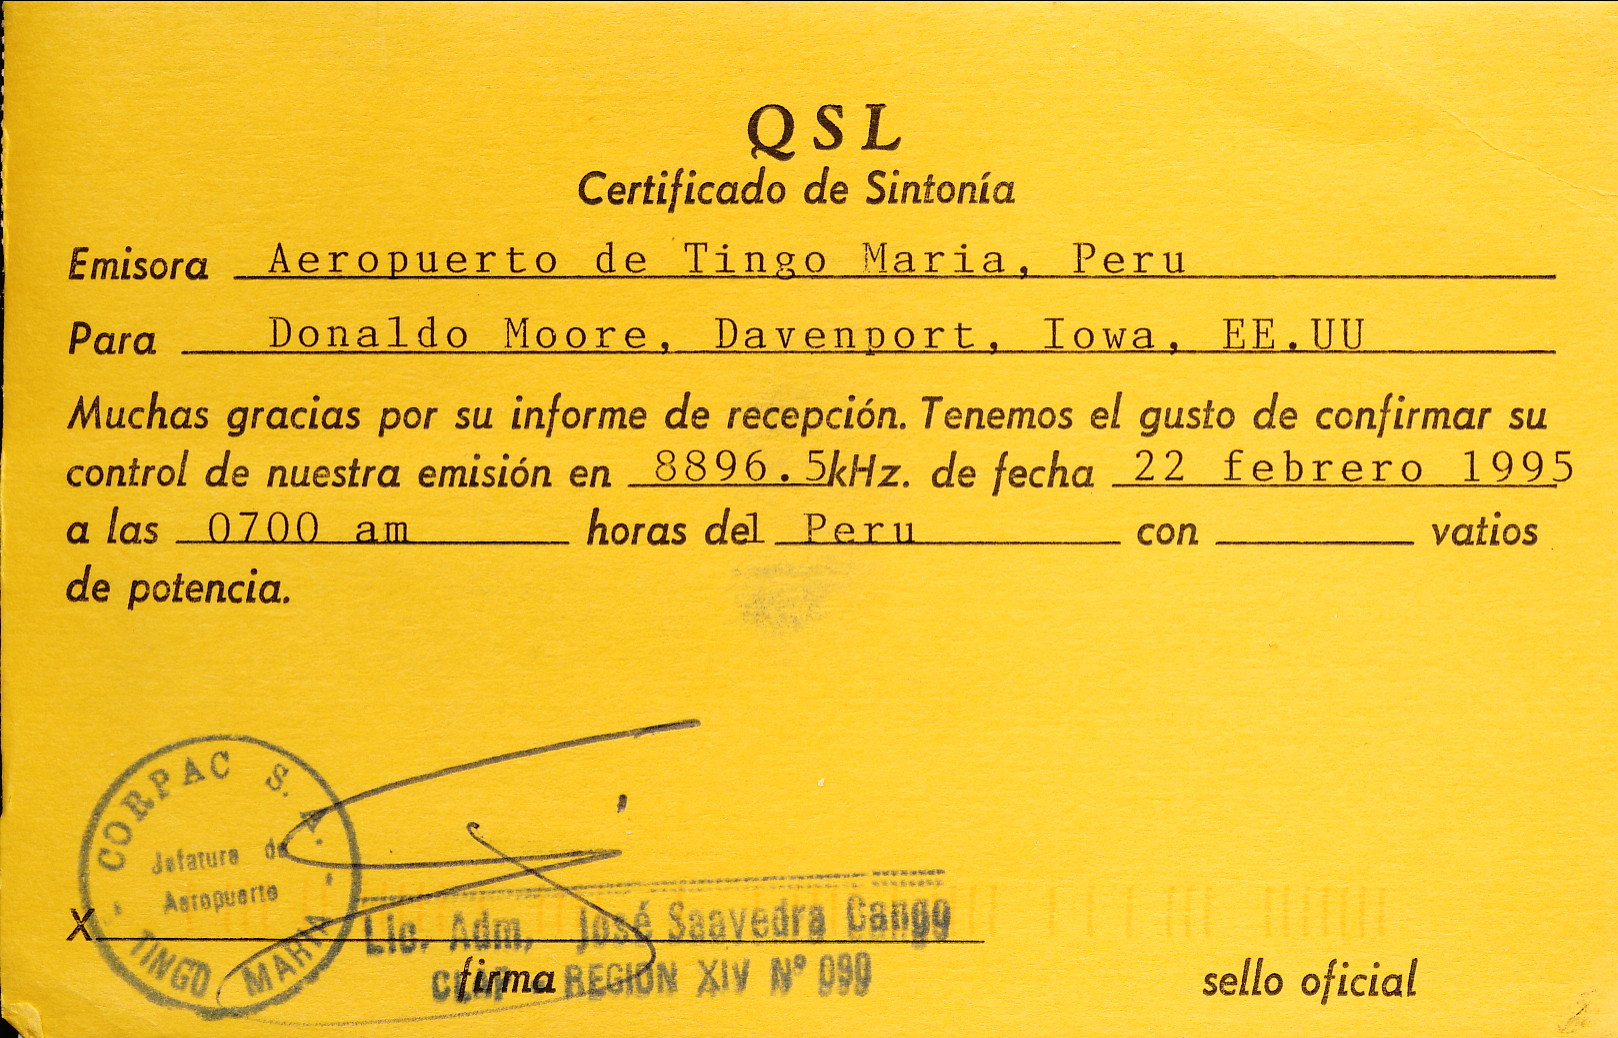 QSL
Certificado de Sintonía
Emisora Aeropuerto de Tingo Maria, Peru
Para Donaldo Moore, Davenport, Iowa, EE.UU
Muchas gracias por su informe de recepción. Tenemos el gusto de confirmar su
control de nuestra emisión en 8896.5kHz. de fecha 22 febrero 1995
a las 0700 am horas del Peru con vatios
de potencia.
CORPAC S. A.
Jefatura de
Aeropuerto
TINGO MARIA
X
Lic. Adm. José Saavedra Cango
firma
REGION XIV Nº 090
sello oficial